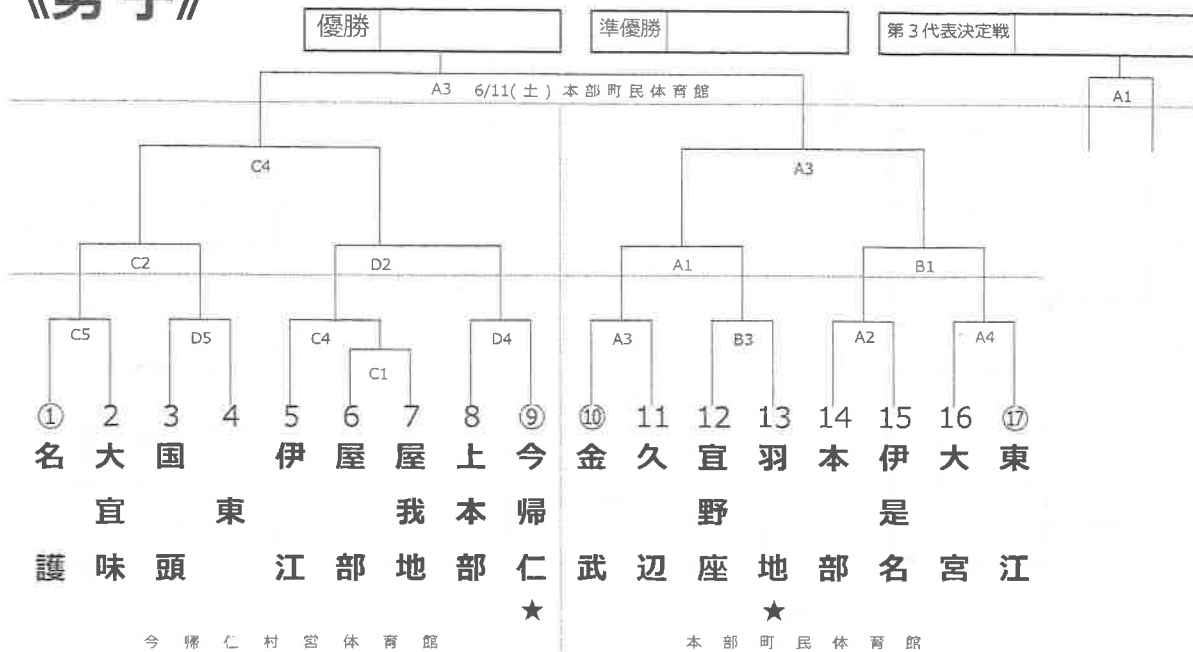 《男子》
優勝 準優勝 第3代表決定戦
A3 6/11(土)本部町民体育館 A1
C4 A3
C2 D2 A1 B1
C5 D5 C4 D4 A3 B3 A2 A4
C1
① 2 3 4 5 6 7 8 ⑨ ⑩ 11 12 13 14 15 16 ⑰
名護 大宜味 国頭 東 伊江 屋部 屋我地 上本部 今帰仁 金武 久辺 宜野座 羽地 本部 伊是名 大宮 東江
★ ★
今帰仁村営体育館 本部町民体育館